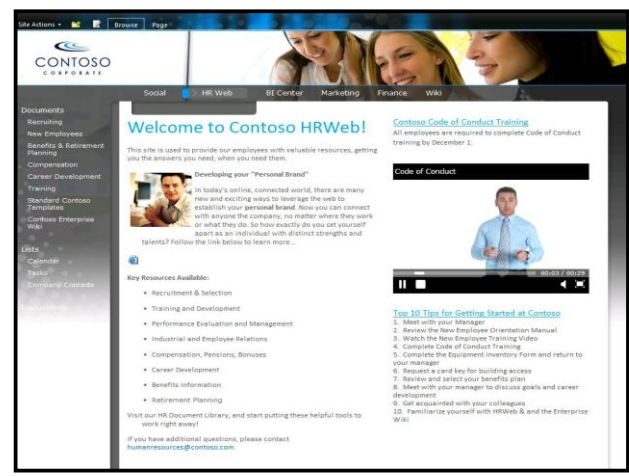 Site Actions
Browse
Page
CONTOSO
CORPORATE
Social
HR Web
BI Center
Marketing
Finance
Wiki
Documents
Recruiting
New Employees
Benefits & Retirement
Planning
Compensation
Career Development
Training
Standard Contoso
Templates
Contoso Enterprise
Wiki
Lists
Calendar
Tasks
Company Contacts
Welcome to Contoso HRWeb!
This site is used to provide our employees with valuable resources, getting
you the answers you need, when you need them.
Developing your "Personal Brand"
In today's online, connected world, there are many
new and exciting ways to leverage the web to
establish your personal brand. Now you can connect
with anyone the company, no matter where they work
or what they do. So how exactly do you set yourself
apart as an individual with distinct strengths and
talents? Follow the link below to learn more...
Key Resources Available:
• Recruitment & Selection
• Training and Development
• Performance Evaluation and Management
• Industrial and Employee Relations
• Compensation, Pensions, Bonuses
• Career Development
• Benefits Information
• Retirement Planning
Visit our HR Document Library, and start putting these helpful tools to
work right away!
If you have additional questions, please contact
humanresources@contoso.com.
Contoso Code of Conduct Training
All employees are required to complete Code of Conduct
training by December 1.
Code of Conduct
00:03 / 00:29
Top 10 Tips for Getting Started at Contoso
1. Meet with your Manager
2. Review the New Employee Orientation Manual
3. Watch the New Employee Training Video
4. Complete Code of Conduct Training
5. Complete the Equipment Inventory Form and return to
your manager
6. Request a card key for building access
7. Review and select your benefits plan
8. Meet with your manager to discuss goals and career
development
9. Get acquainted with your colleagues
10. Familiarize yourself with HRWeb & and the Enterprise
Wiki